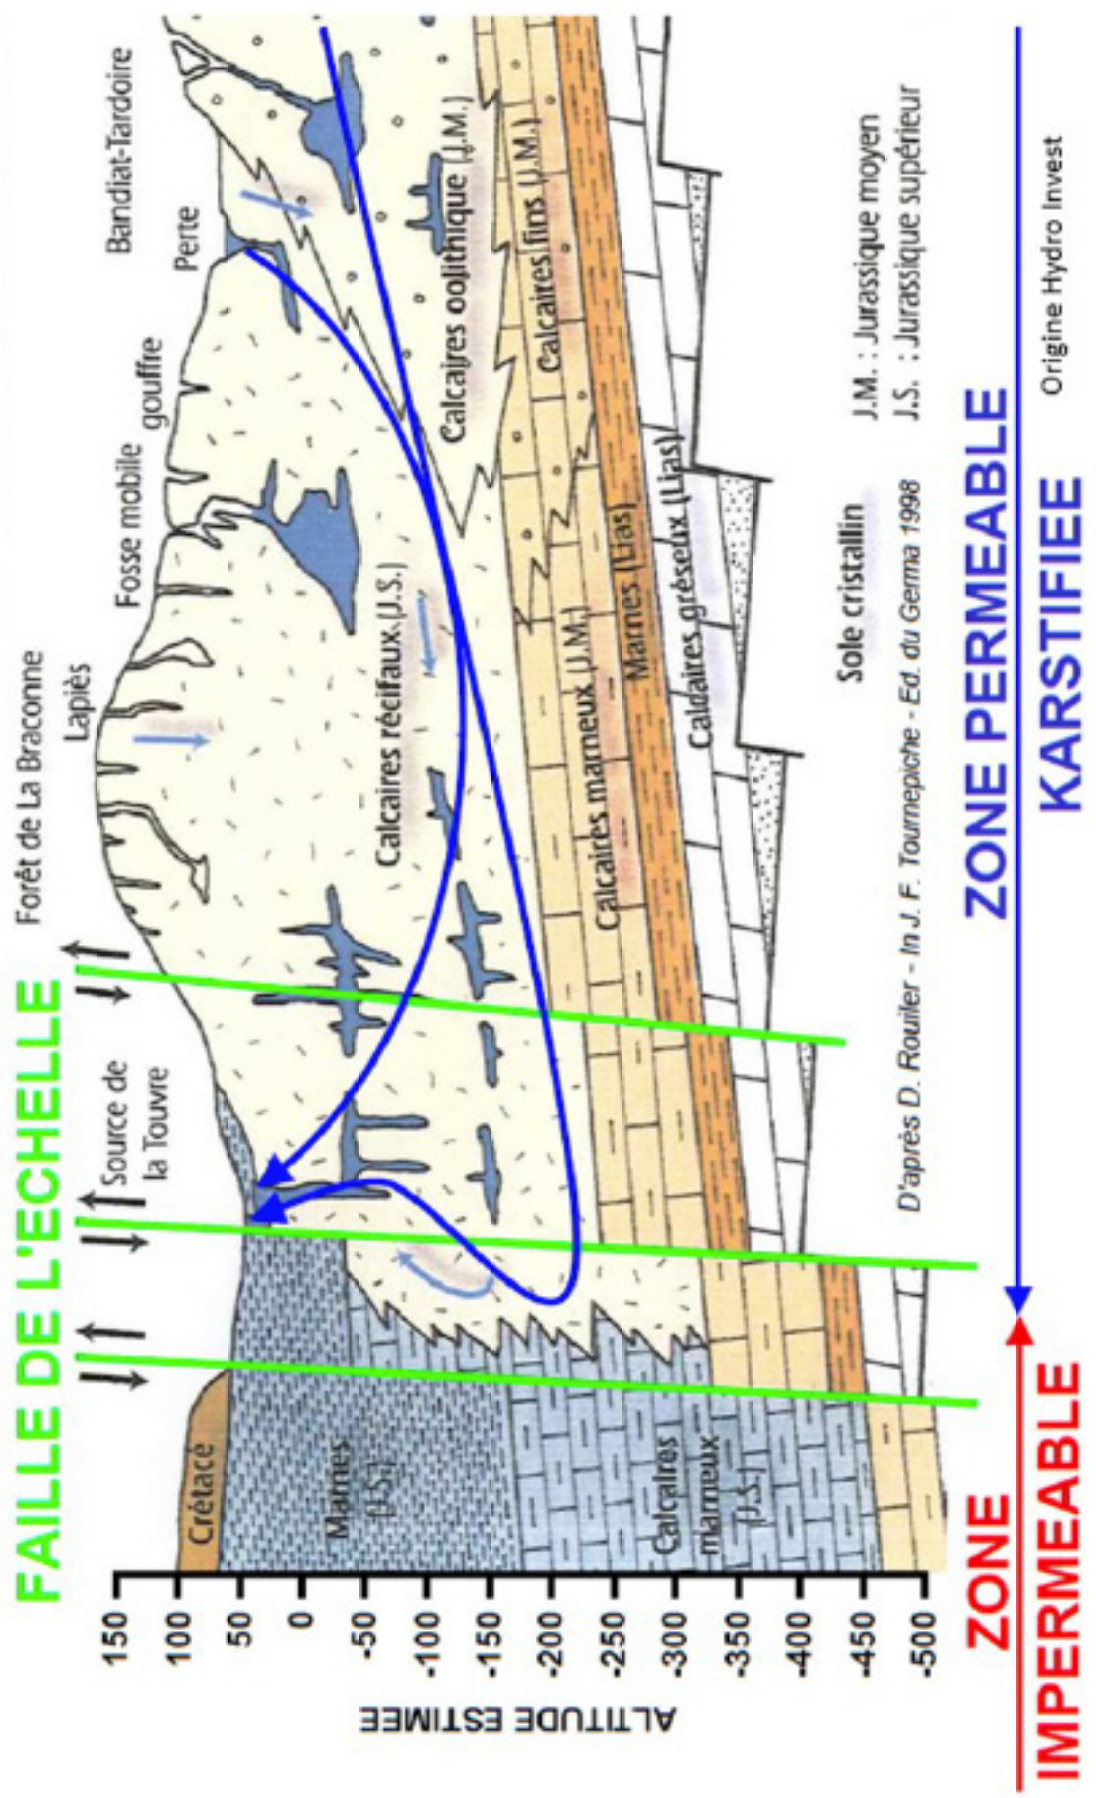 FAILLE DE L'ECHELLE
Forêt de La Braconne
Lapiès
Fosse mobile
gouffre
Perte
Bandiat-Tardoire
Source de
la Touvre
Crétacé
Marnes
(J.S.)
Calcaires
marneux
(J.S.)
Calcaires récifaux (J.S.)
Calcaires oolithique (J.M.)
Calcaires fins (J.M.)
Calcaires marneux (J.M.)
Marnes (Lias)
Caldaires gréseux (Lias)
Sole cristallin
J.M. : Jurassique moyen
J.S. : Jurassique supérieur
D'après D. Rouiler - In J. F. Tournepiche - Ed. du Germa 1998
Origine Hydro Invest
150
100
50
0
-50
-100
-150
-200
-250
-300
-350
-400
-450
-500
ALTITUDE ESTIMEE
ZONE
IMPERMEABLE
ZONE PERMEABLE
KARSTIFIEE